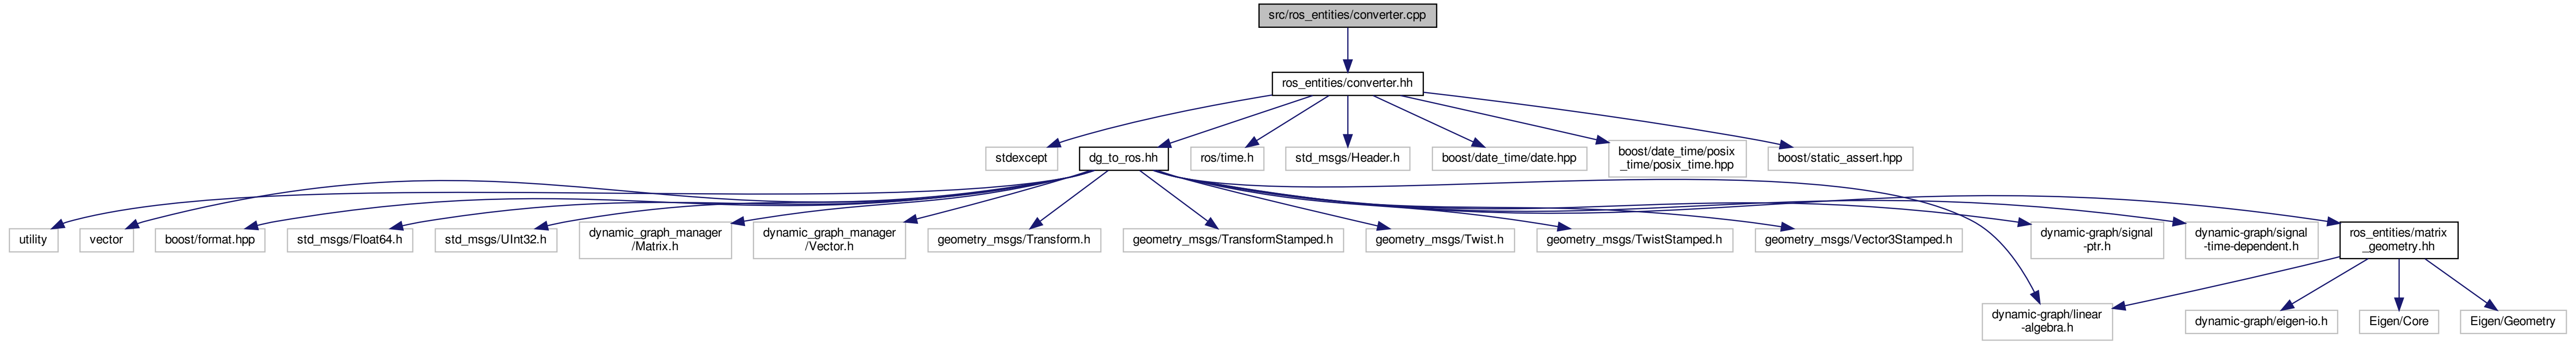 src/ros_entities/converter.cpp
ros_entities/converter.hh
stdexcept
dg_to_ros.hh
ros/time.h
std_msgs/Header.h
boost/date_time/date.hpp
boost/date_time/posix
_time/posix_time.hpp
boost/static_assert.hpp
utility
vector
boost/format.hpp
std_msgs/Float64.h
std_msgs/UInt32.h
dynamic_graph_manager
/Matrix.h
dynamic_graph_manager
/Vector.h
geometry_msgs/Transform.h
geometry_msgs/TransformStamped.h
geometry_msgs/Twist.h
geometry_msgs/TwistStamped.h
geometry_msgs/Vector3Stamped.h
dynamic-graph/signal
-ptr.h
dynamic-graph/signal
-time-dependent.h
ros_entities/matrix
_geometry.hh
dynamic-graph/linear
-algebra.h
dynamic-graph/eigen-io.h
Eigen/Core
Eigen/Geometry